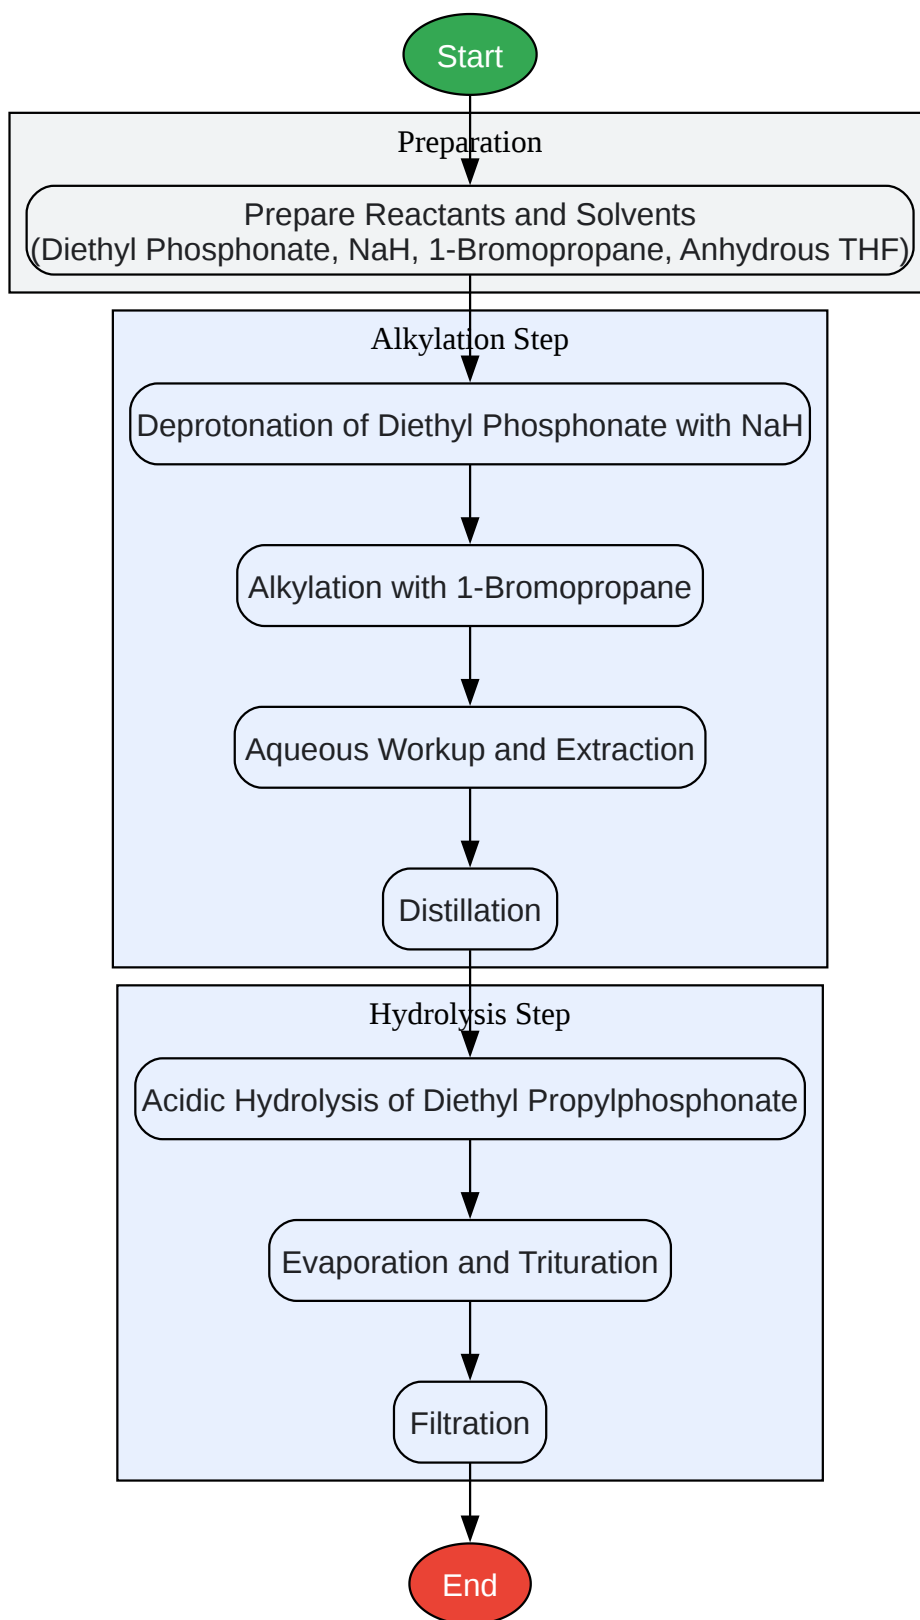 Start
Preparation
Prepare Reactants and Solvents
(Diethyl Phosphonate, NaH, 1-Bromopropane, Anhydrous THF)
Alkylation Step
Deprotonation of Diethyl Phosphonate with NaH
Alkylation with 1-Bromopropane
Aqueous Workup and Extraction
Distillation
Hydrolysis Step
Acidic Hydrolysis of Diethyl Propylphosphonate
Evaporation and Trituration
Filtration
End